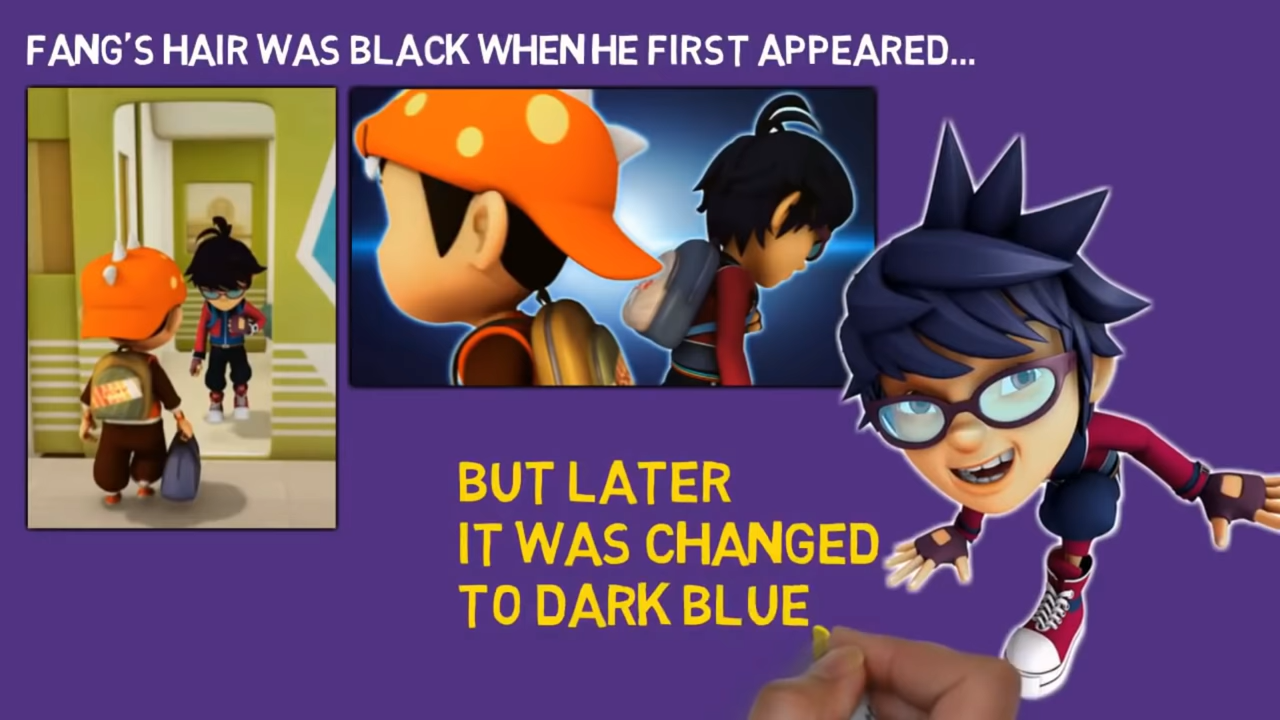 FANG'S HAIR WAS BLACK WHEN HE FIRST APPEARED...
BUT LATER
IT WAS CHANGED
TO DARK BLUE